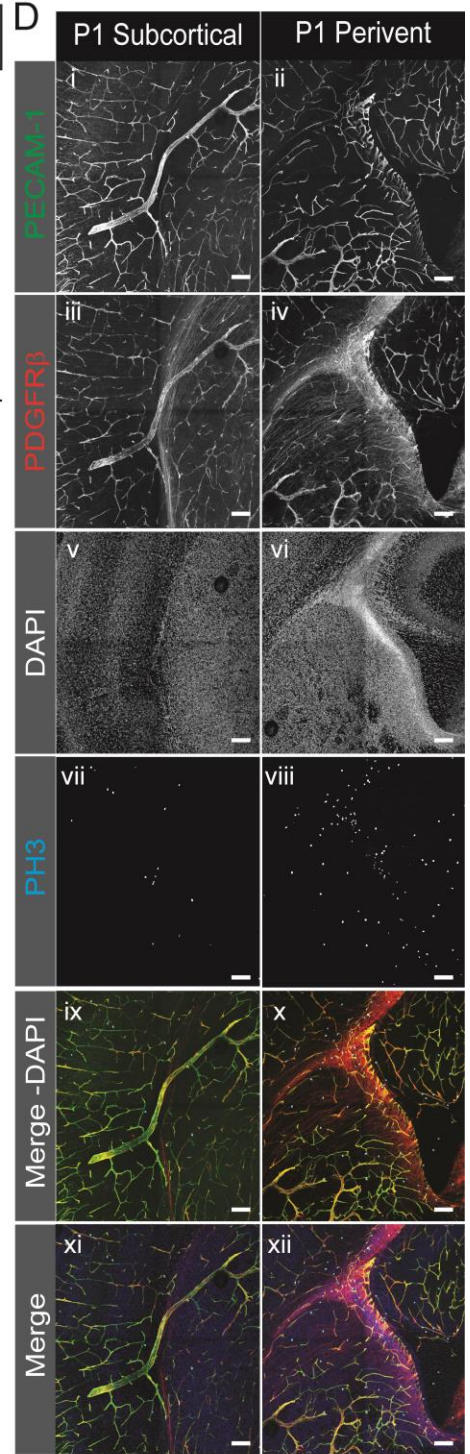 D
P1 Subcortical
P1 Perivent
PECAM-1
i
ii
PDGFRβ
iii
iv
DAPI
v
vi
PH3
vii
viii
Merge -DAPI
ix
x
Merge
xi
xii